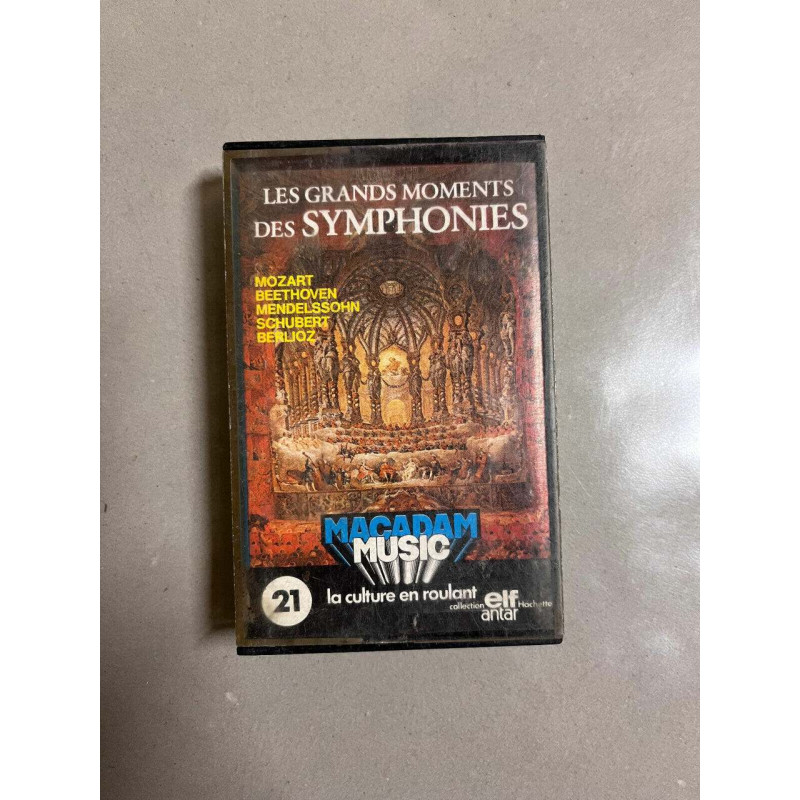 LES GRANDS MOMENTS
DES SYMPHONIES
MOZART
BEETHOVEN
MENDELSSOHN
SCHUBERT
BERLIOZ
MACADAM
MUSIC
21
la culture en roulant
collection elf Hachette
antar